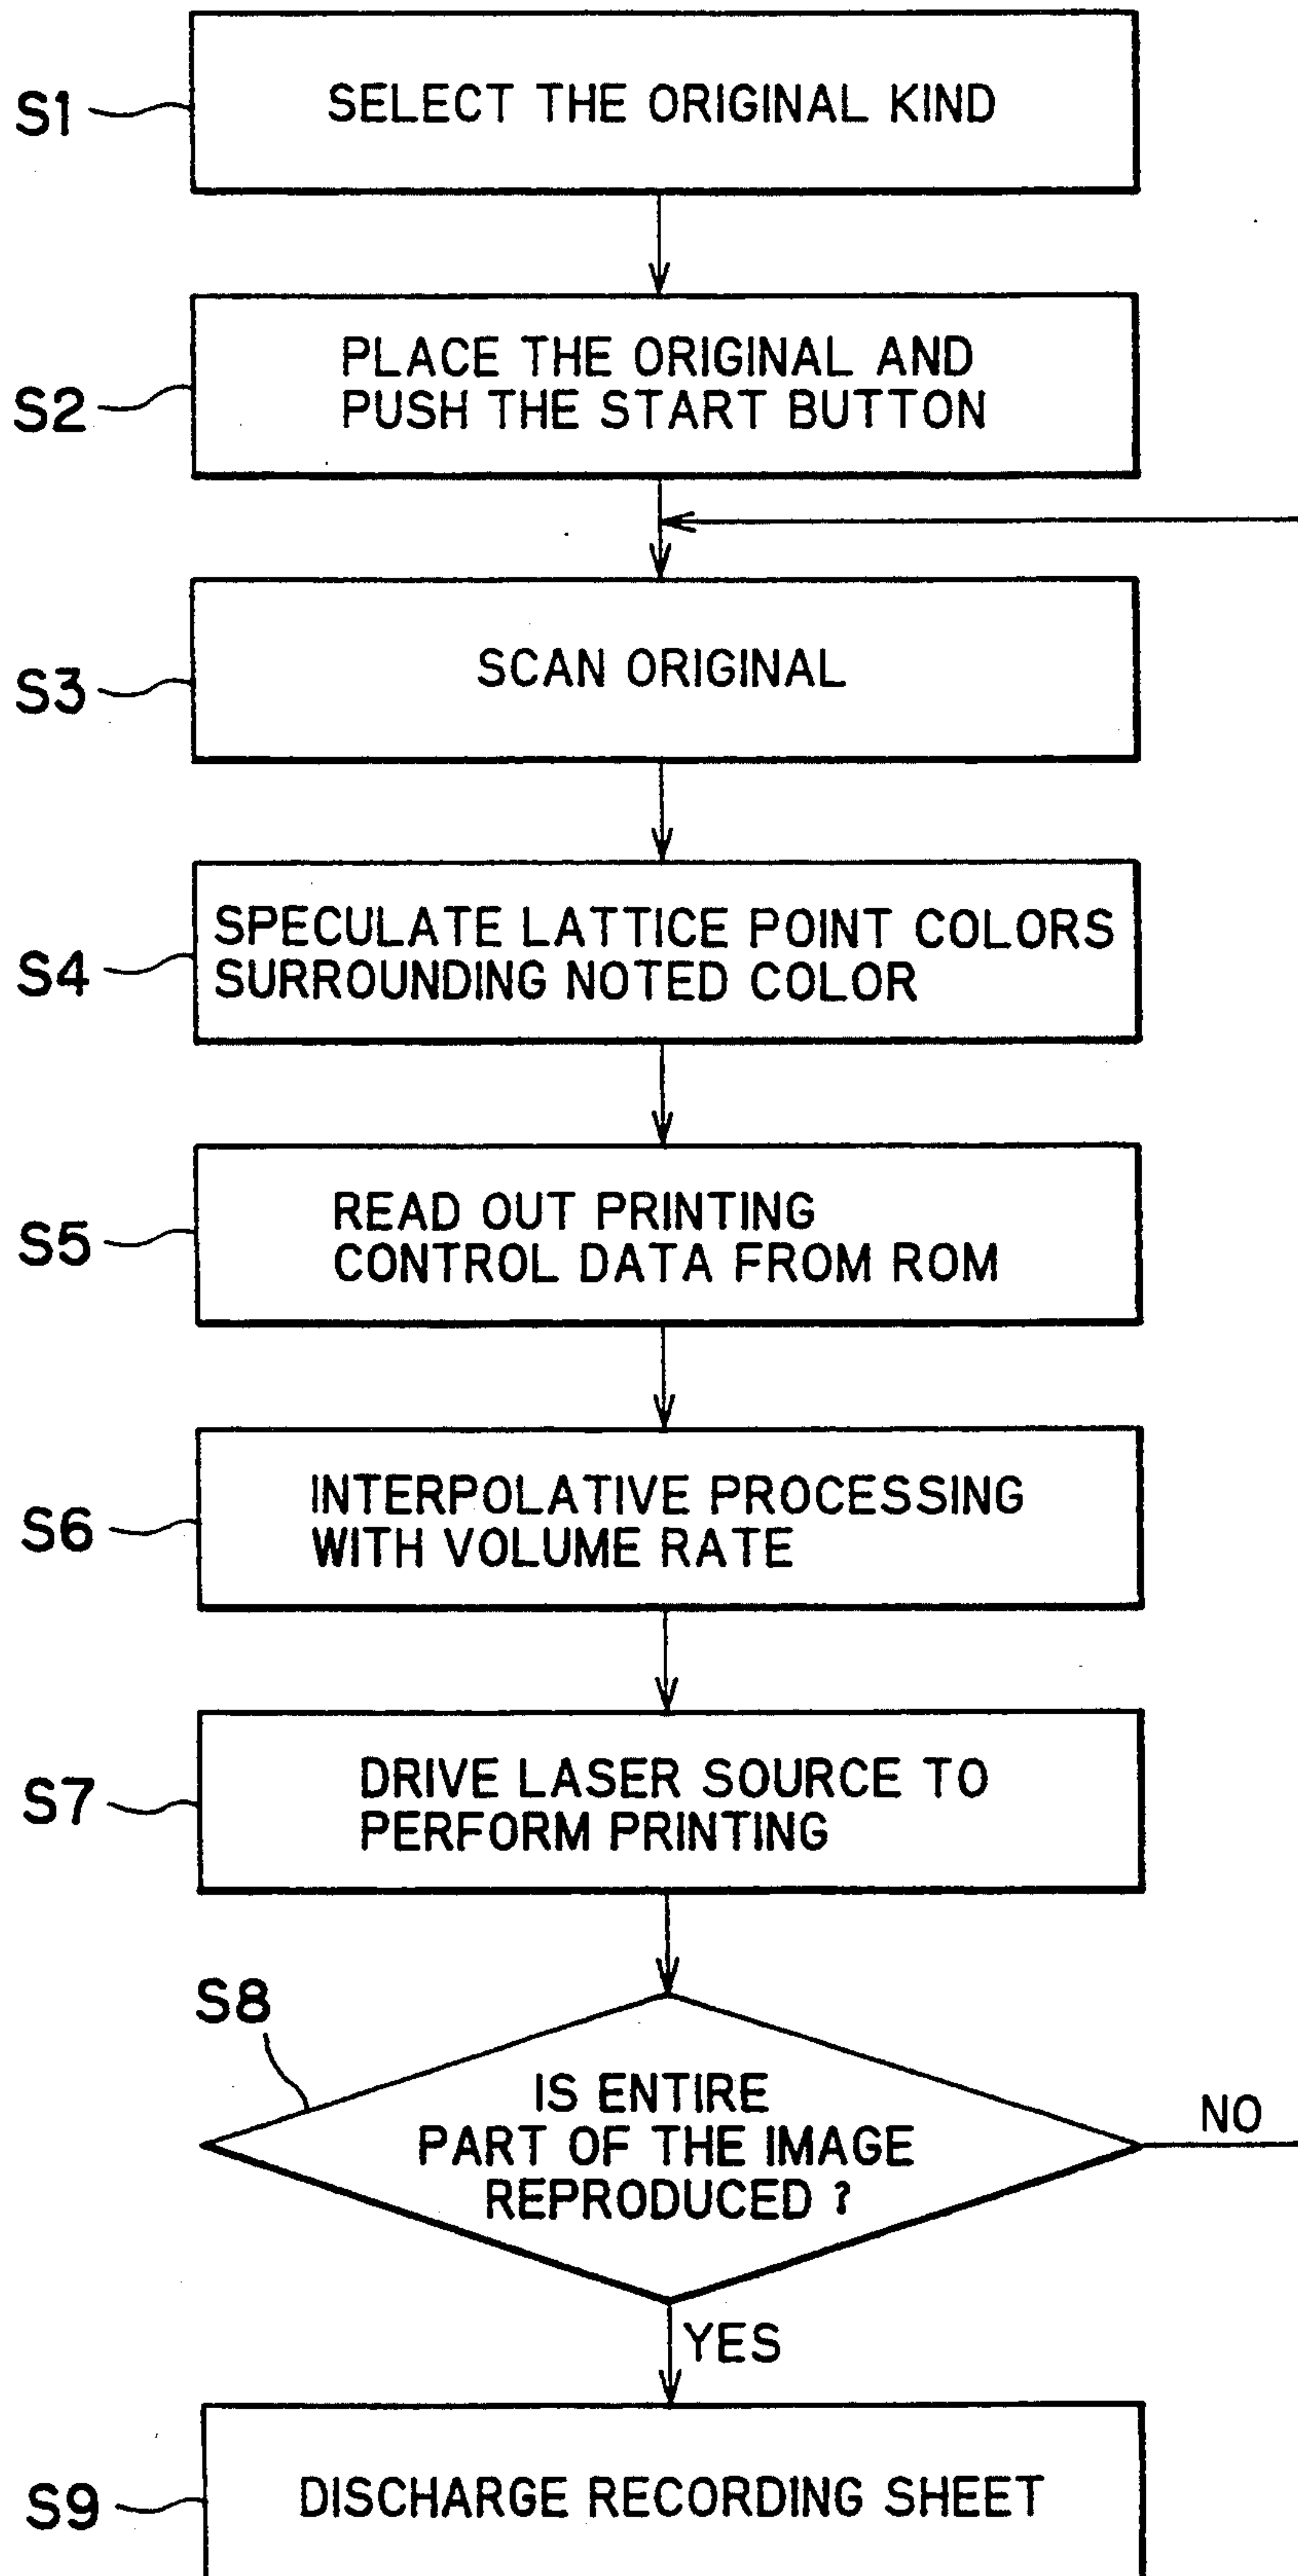 S1
SELECT THE ORIGINAL KIND
S2
PLACE THE ORIGINAL AND
PUSH THE START BUTTON
S3
SCAN ORIGINAL
S4
SPECULATE LATTICE POINT COLORS
SURROUNDING NOTED COLOR
S5
READ OUT PRINTING
CONTROL DATA FROM ROM
S6
INTERPOLATIVE PROCESSING
WITH VOLUME RATE
S7
DRIVE LASER SOURCE TO
PERFORM PRINTING
S8
IS ENTIRE
PART OF THE IMAGE
REPRODUCED ?
NO
YES
S9
DISCHARGE RECORDING SHEET